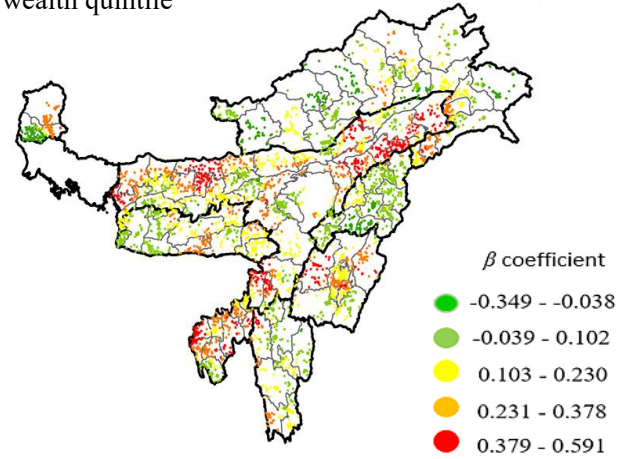 wealth quintile
β coefficient
-0.349 - -0.038
-0.039 - 0.102
0.103 - 0.230
0.231 - 0.378
0.379 - 0.591